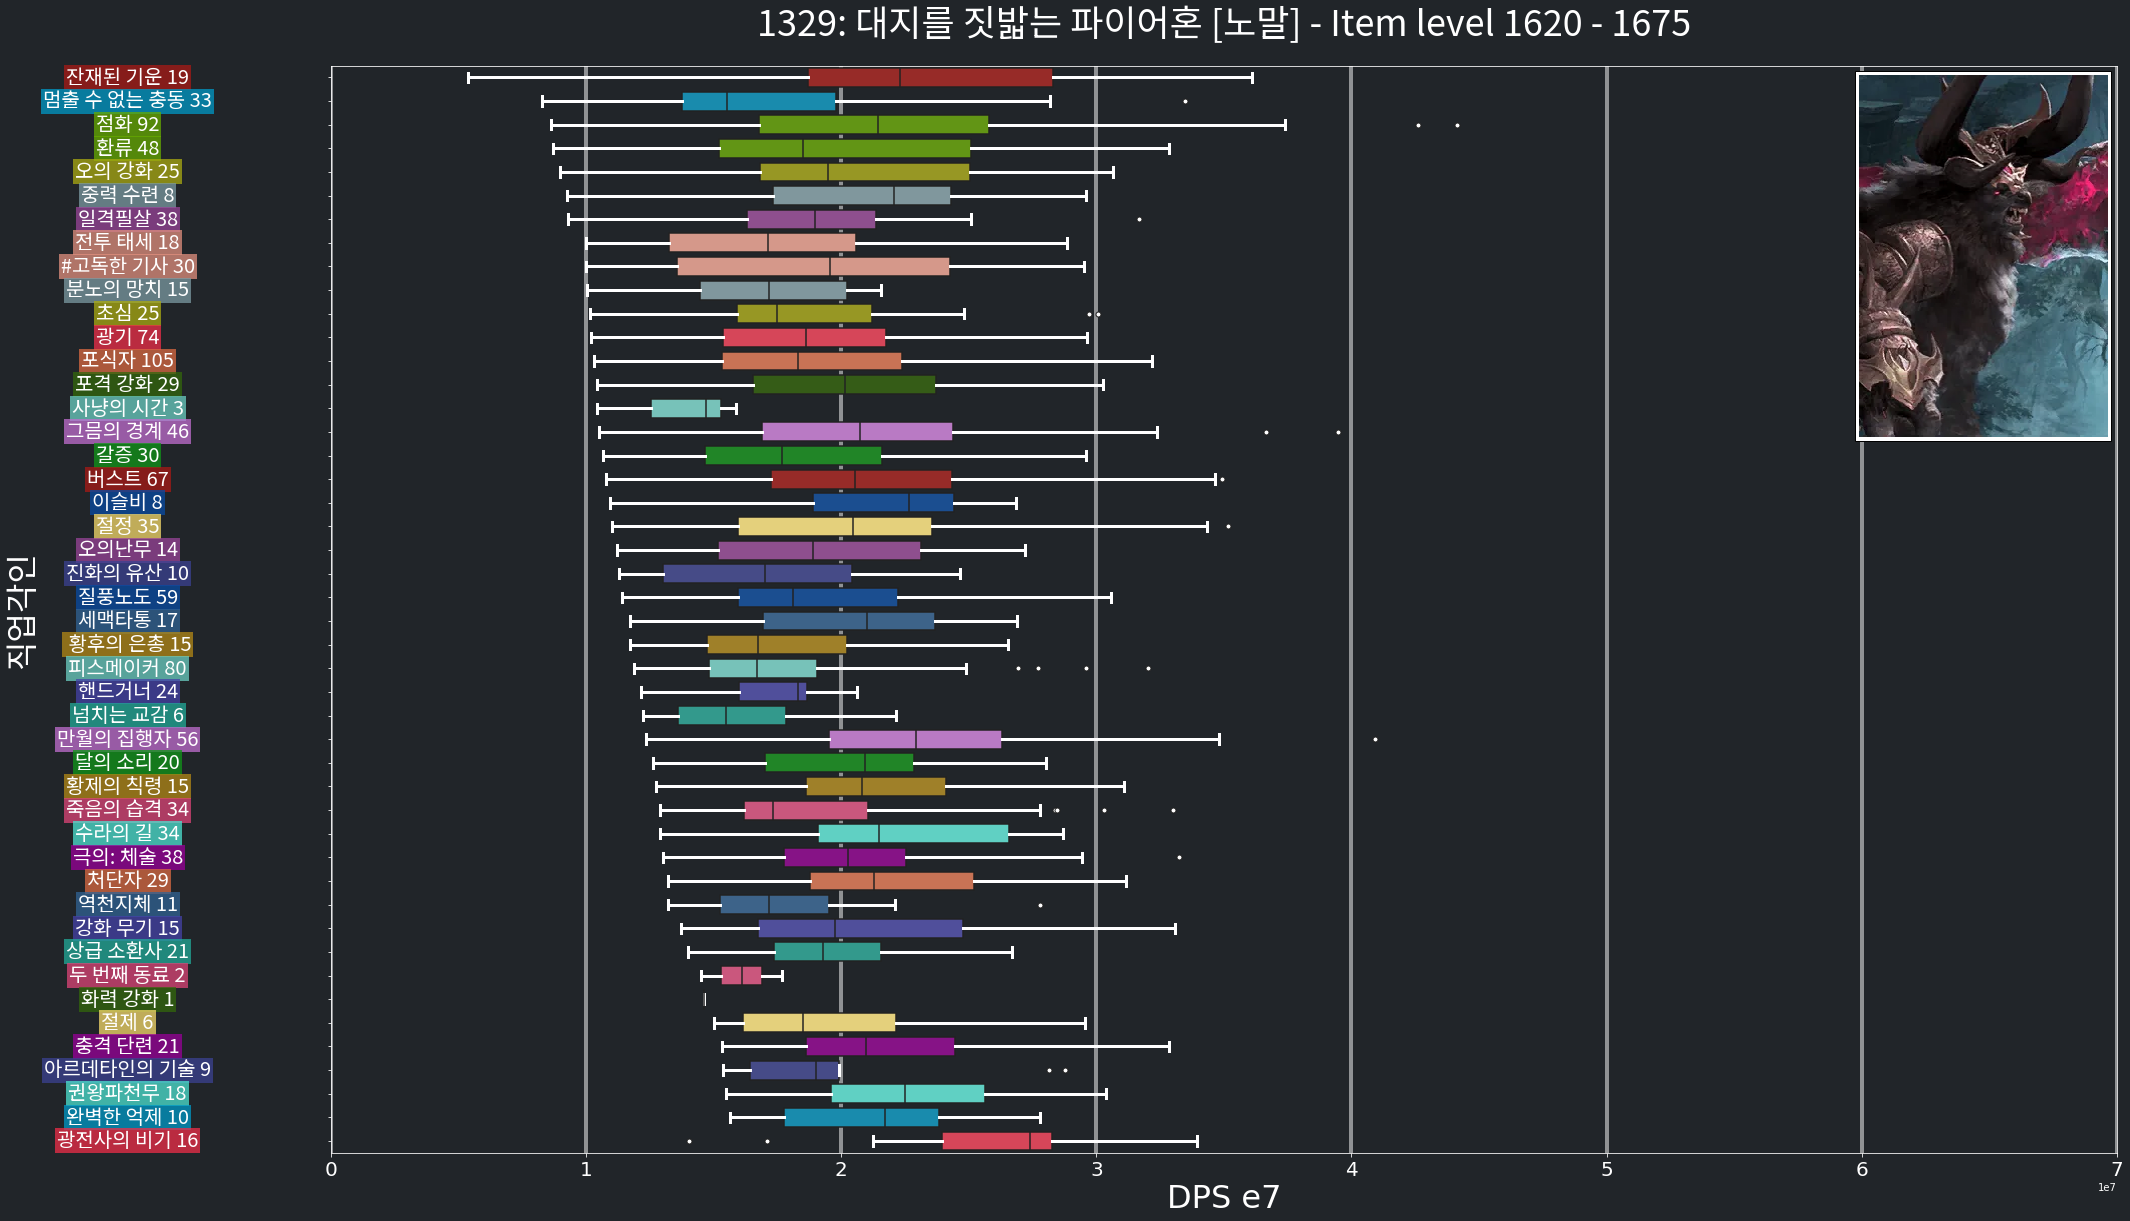 1329: 대지를 짓밟는 파이어혼 [노말] - Item level 1620 - 1675
직업각인
잔재된 기운 19
멈출 수 없는 충동 33
점화 92
환류 48
오의 강화 25
중력 수련 8
일격필살 38
전투 태세 18
#고독한 기사 30
분노의 망치 15
초심 25
광기 74
포식자 105
포격 강화 29
사냥의 시간 3
그믐의 경계 46
갈증 30
버스트 67
이슬비 8
절정 35
오의난무 14
진화의 유산 10
질풍노도 59
세맥타통 17
황후의 은총 15
피스메이커 80
핸드거너 24
넘치는 교감 6
만월의 집행자 56
달의 소리 20
황제의 칙령 15
죽음의 습격 34
수라의 길 34
극의: 체술 38
처단자 29
역천지체 11
강화 무기 15
상급 소환사 21
두 번째 동료 2
화력 강화 1
절제 6
충격 단련 21
아르데타인의 기술 9
권왕파천무 18
완벽한 억제 10
광전사의 비기 16
0 1 2 3 4 5 6 7
1e7
DPS e7